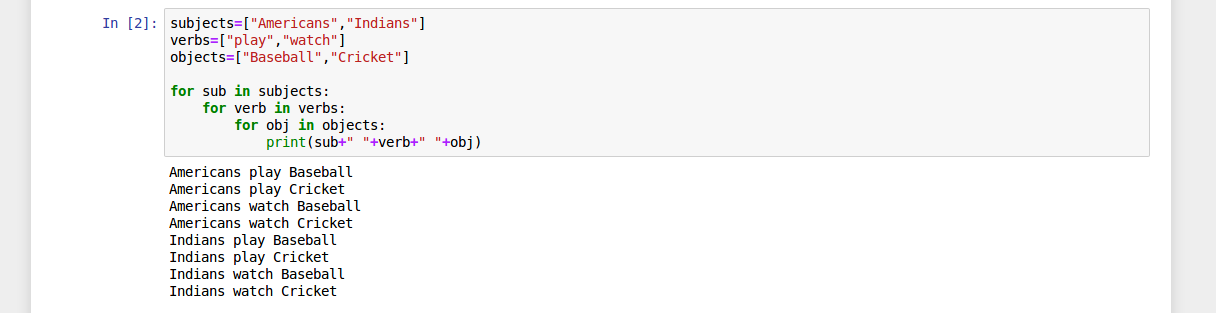 In [2]: subjects=["Americans","Indians"]
verbs=["play","watch"]
objects=["Baseball","Cricket"]
for sub in subjects:
for verb in verbs:
for obj in objects:
print(sub+" "+verb+" "+obj)
Americans play Baseball
Americans play Cricket
Americans watch Baseball
Americans watch Cricket
Indians play Baseball
Indians play Cricket
Indians watch Baseball
Indians watch Cricket